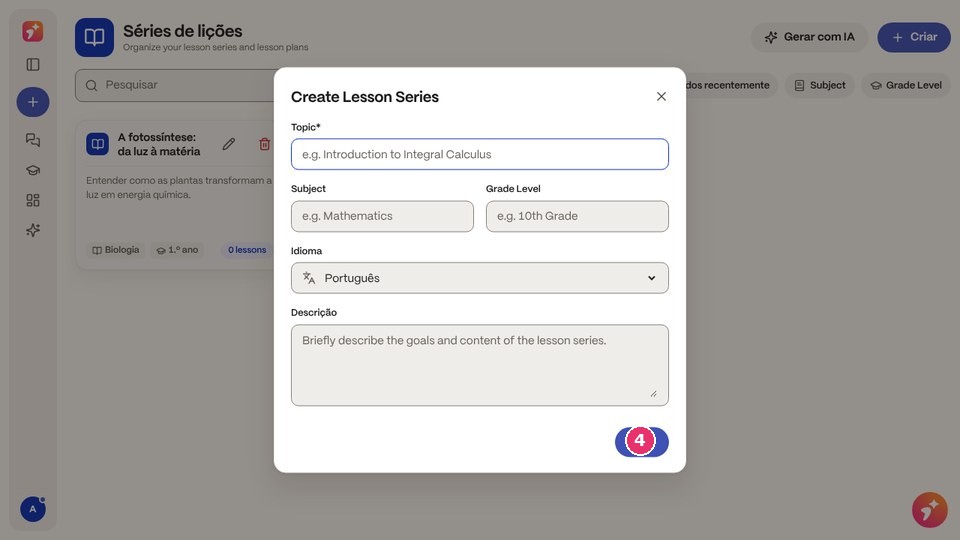 Séries de lições
Organize your lesson series and lesson plans
Gerar com IA
Criar
Pesquisar
dos recentemente
Subject
Grade Level
A fotossíntese:
da luz à matéria
Entender como as plantas transformam a
luz em energia química.
Biologia
1.º ano
0 lessons
Create Lesson Series
Topic*
e.g. Introduction to Integral Calculus
Subject
Grade Level
e.g. Mathematics
e.g. 10th Grade
Idioma
Português
Descrição
Briefly describe the goals and content of the lesson series.
4
A